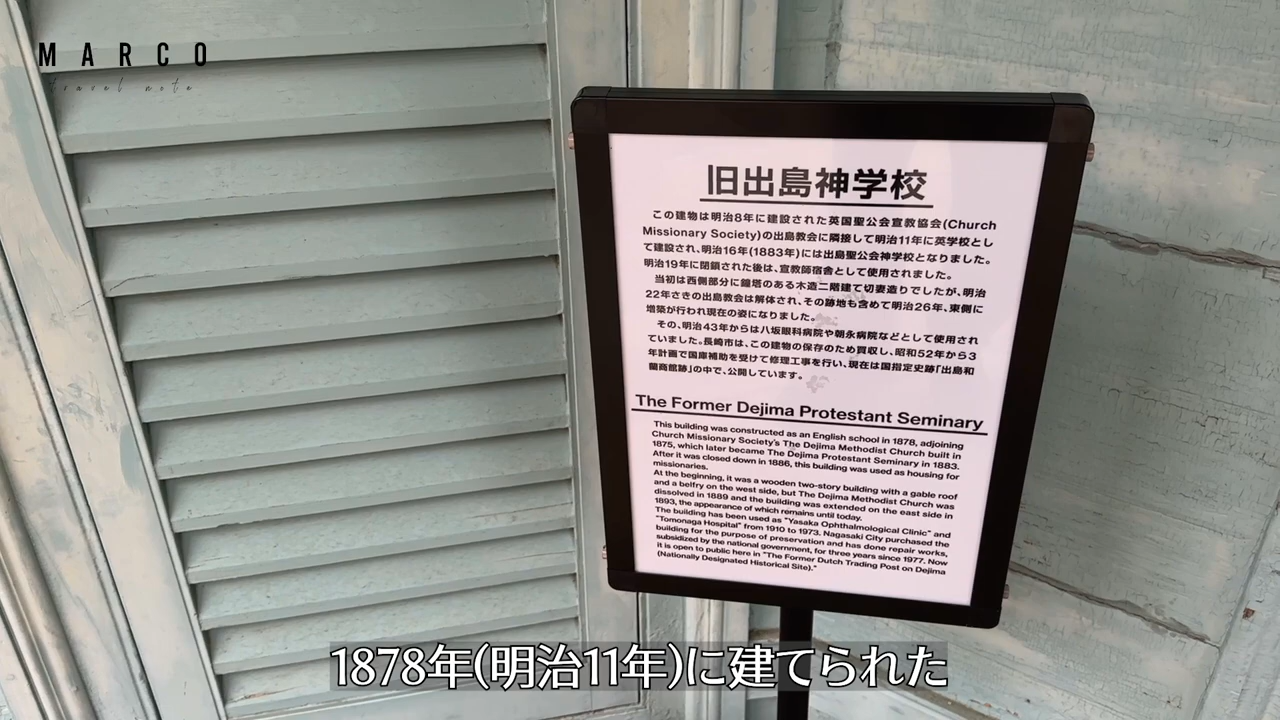 MARCO
travel note
旧出島神学校
この建物は明治8年に建設された英国聖公会宣教協会(Church
Missionary Society)の出島教会に隣接して明治11年に英学校とし
て建設され、明治16年(1883年)には出島聖公会神学校となりました。
明治19年に閉鎖された後は、宣教師宿舎として使用されました。
当初は西側部分に鐘塔のある木造二階建て切妻造りでしたが、明治
22年さきの出島教会は解体され、その跡地も含めて明治26年、東側に
増築が行われ現在の姿になりました。
その、明治43年からは八坂眼科病院や朝永病院などとして使用され
ていました。長崎市は、この建物の保存のため買収し、昭和52年から3
年計画で国庫補助を受けて修理工事を行い、現在は国指定史跡「出島和
蘭商館跡」の中で、公開しています。
The Former Dejima Protestant Seminary
This building was constructed as an English school in 1878, adjoining
Church Missionary Society's The Dejima Methodist Church built in
1875, which later became The Dejima Protestant Seminary in 1883.
After it was closed down in 1886, this building was used as housing for
missionaries.
At the beginning, it was a wooden two-story building with a gable roof
and a belfry on the west side, but The Dejima Methodist Church was
dissolved in 1889 and the building was extended on the east side in
1893, the appearance of which remains until today.
The building has been used as "Yasaka Ophthalmological Clinic" and
"Tomonaga Hospital" from 1910 to 1973. Nagasaki City purchased the
building for the purpose of preservation and has done repair works,
subsidized by the national government, for three years since 1977. Now
it is open to public here in "The Former Dutch Trading Post on Dejima
(Nationally Designated Historical Site)."
1878年(明治11年)に建てられた